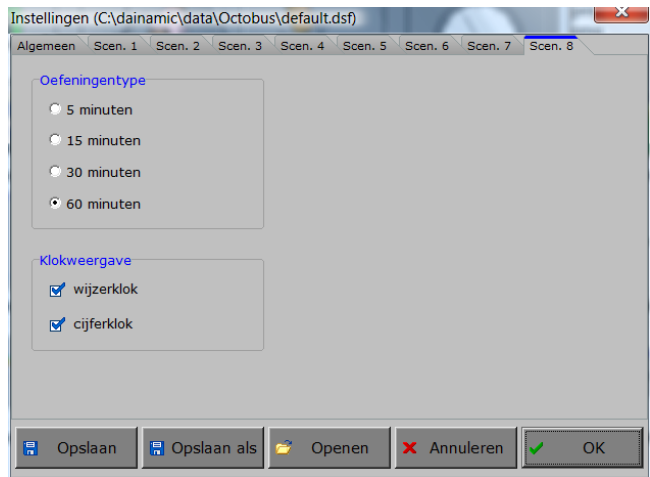 Instellingen (C:\dainamic\data\Octobus\default.dsf)
Algemeen Scen. 1 Scen. 2 Scen. 3 Scen. 4 Scen. 5 Scen. 6 Scen. 7 Scen. 8
Oefeningentype
5 minuten
15 minuten
30 minuten
60 minuten
Klokweergave
wijzerklok
cijferklok
Opslaan Opslaan als Openen Annuleren OK